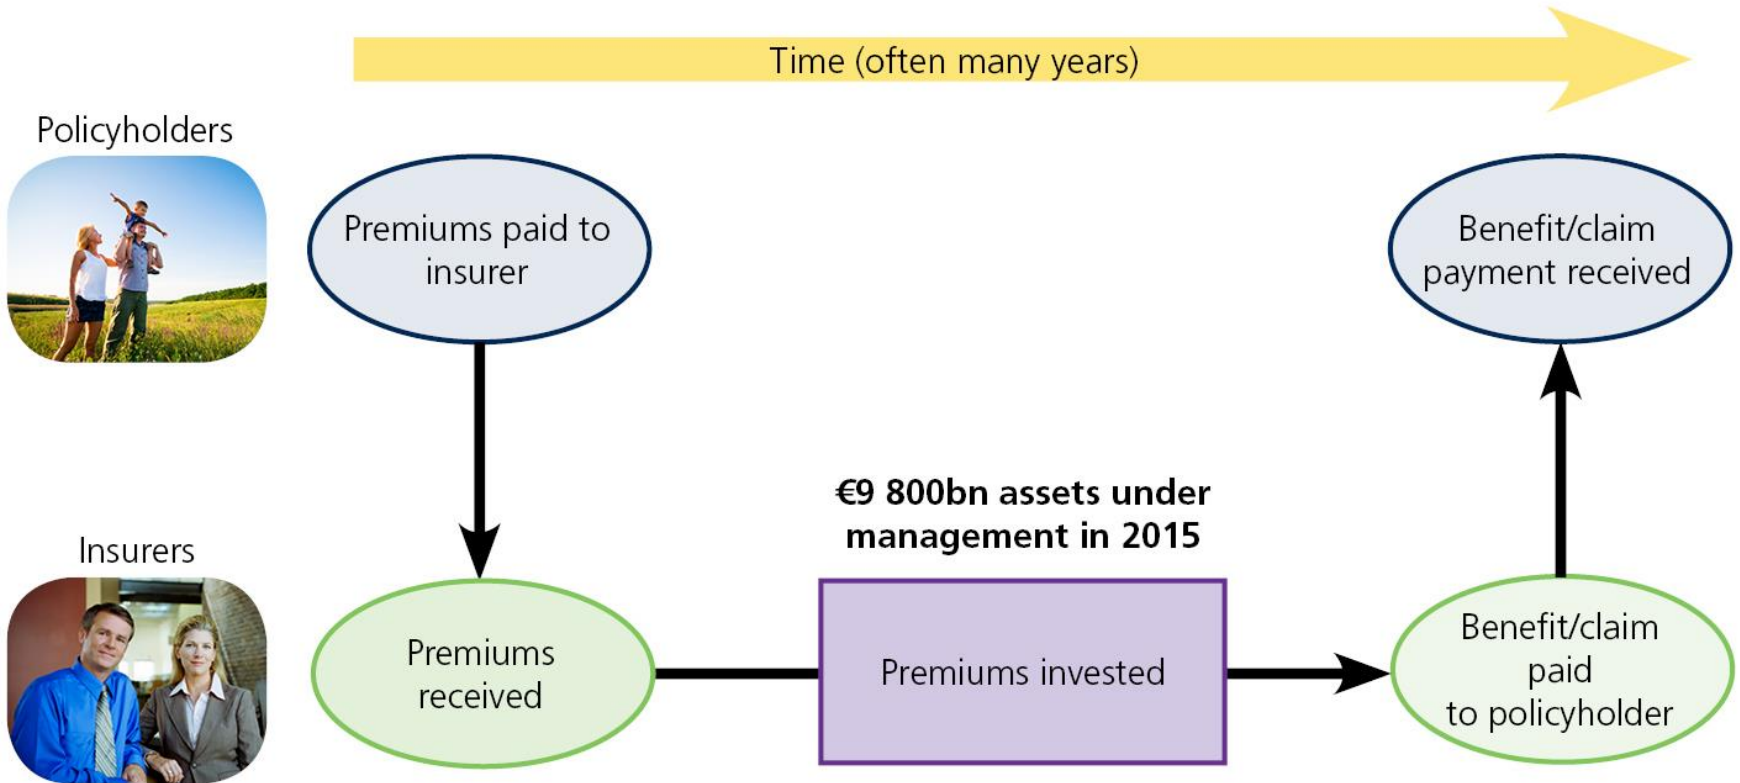 Time (often many years)
Policyholders
Premiums paid to
insurer
Benefit/claim
payment received
€9 800bn assets under
management in 2015
Insurers
Premiums
received
Premiums invested
Benefit/claim
paid
to policyholder